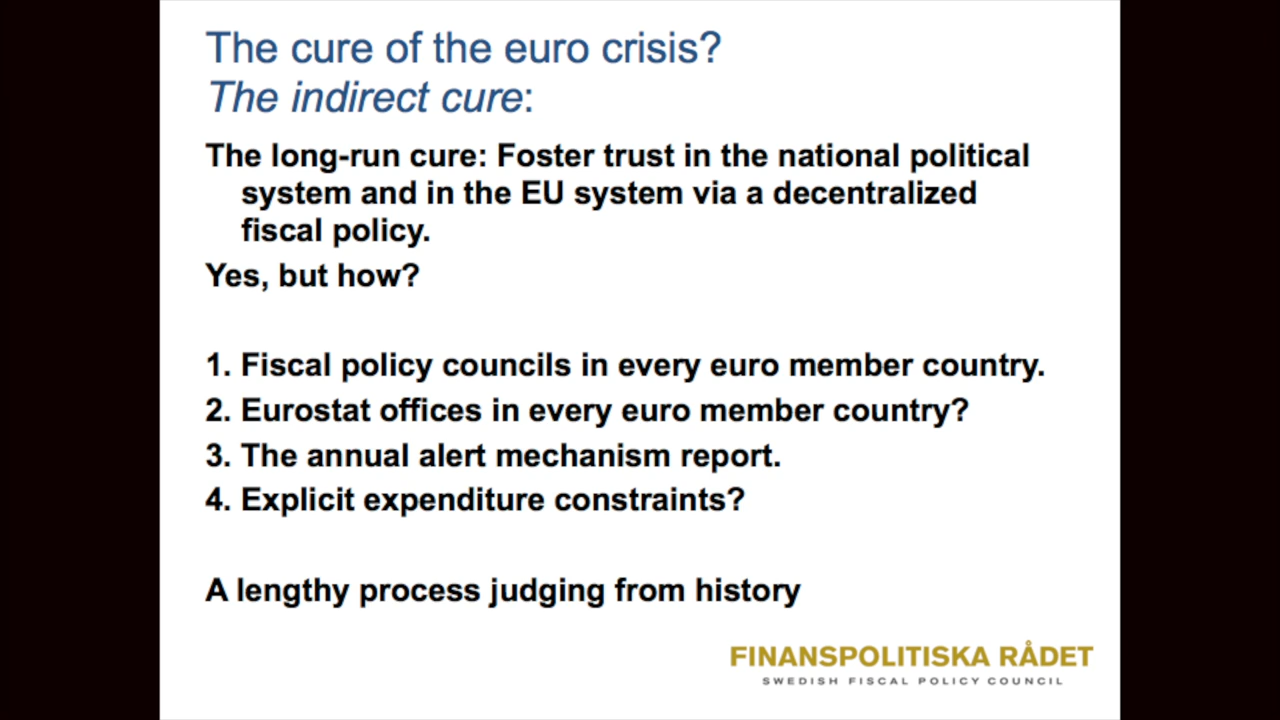 The cure of the euro crisis?
The indirect cure:
The long-run cure: Foster trust in the national political
system and in the EU system via a decentralized
fiscal policy.
Yes, but how?
1. Fiscal policy councils in every euro member country.
2. Eurostat offices in every euro member country?
3. The annual alert mechanism report.
4. Explicit expenditure constraints?
A lengthy process judging from history
FINANSPOLITISKA RÅDET
SWEDISH FISCAL POLICY COUNCIL